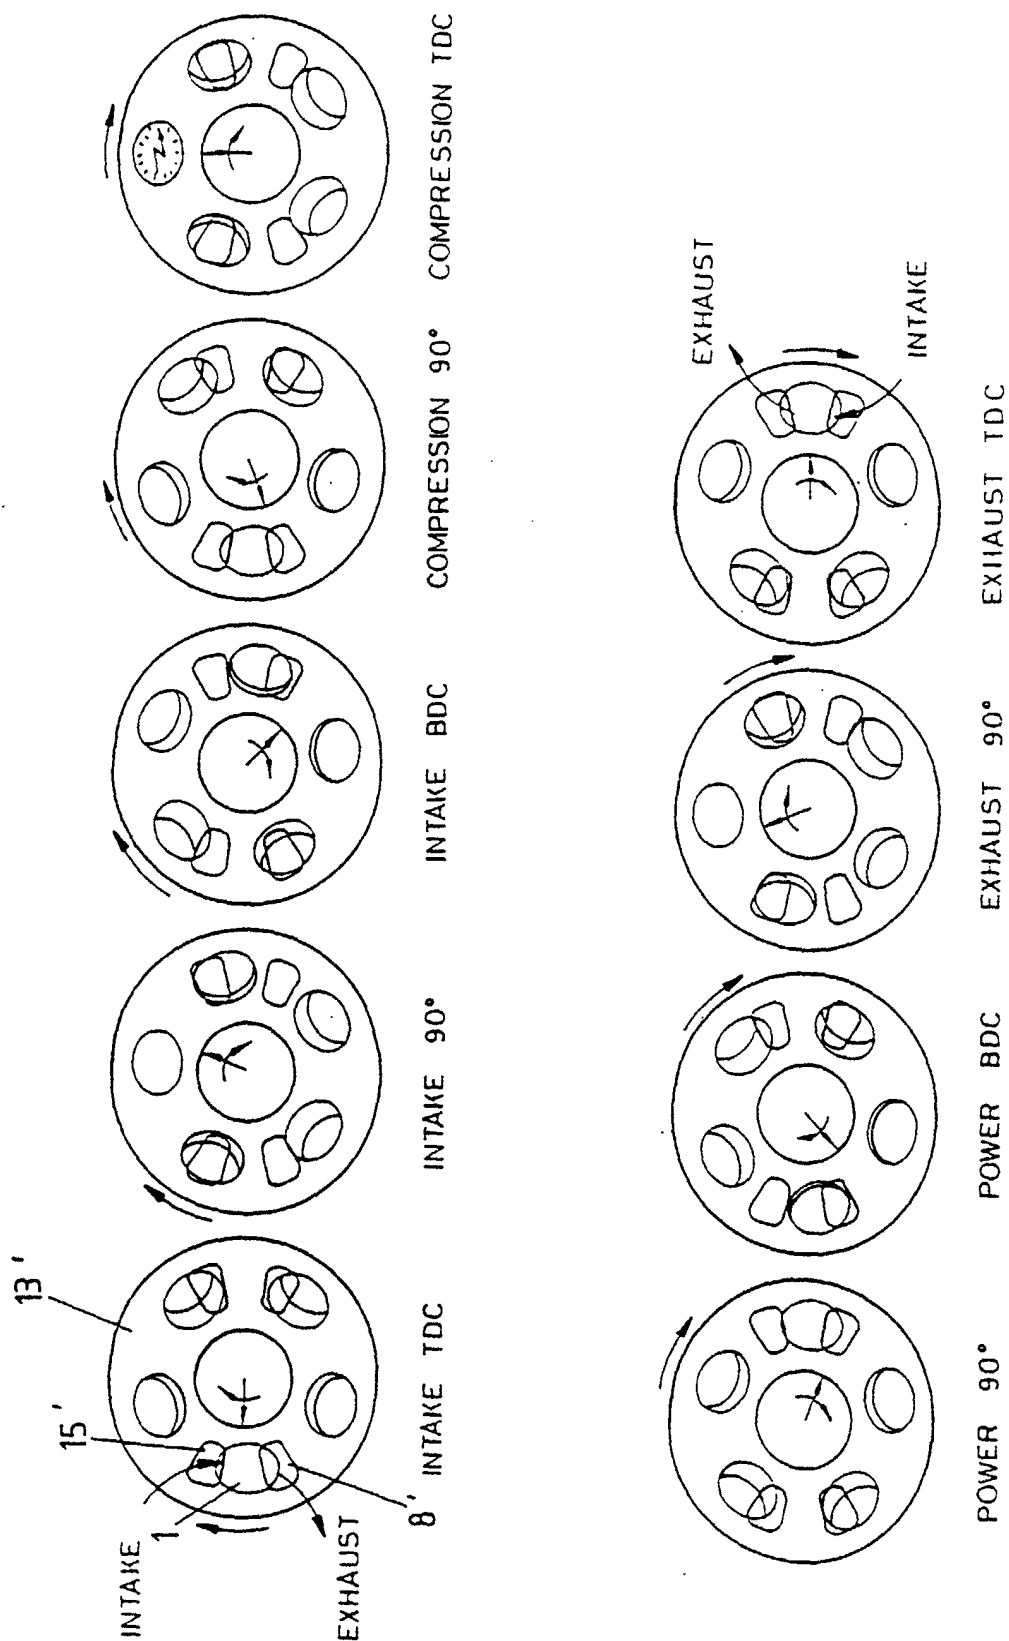 13'
15'
INTAKE
1
EXHAUST
8'
INTAKE TDC
INTAKE 90°
INTAKE BDC
COMPRESSION 90°
COMPRESSION TDC
EXHAUST
INTAKE
POWER 90°
POWER BDC
EXHAUST 90°
EXHAUST TDC